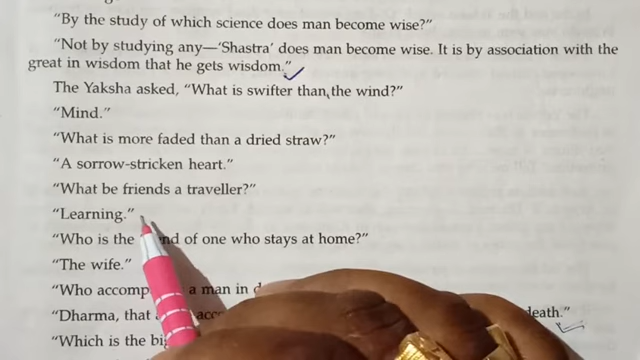 "By the study of which science does man become wise?"
"Not by studying any—'Shastra' does man become wise. It is by association with the
great in wisdom that he gets wisdom."
The Yaksha asked, "What is swifter than the wind?"
"Mind."
"What is more faded than a dried straw?"
"A sorrow-stricken heart."
"What be friends a traveller?"
"Learning."
"Who is the of one who stays at home?"
"The wife."
"Who a man in
"Dharma, that death."
"Which is the